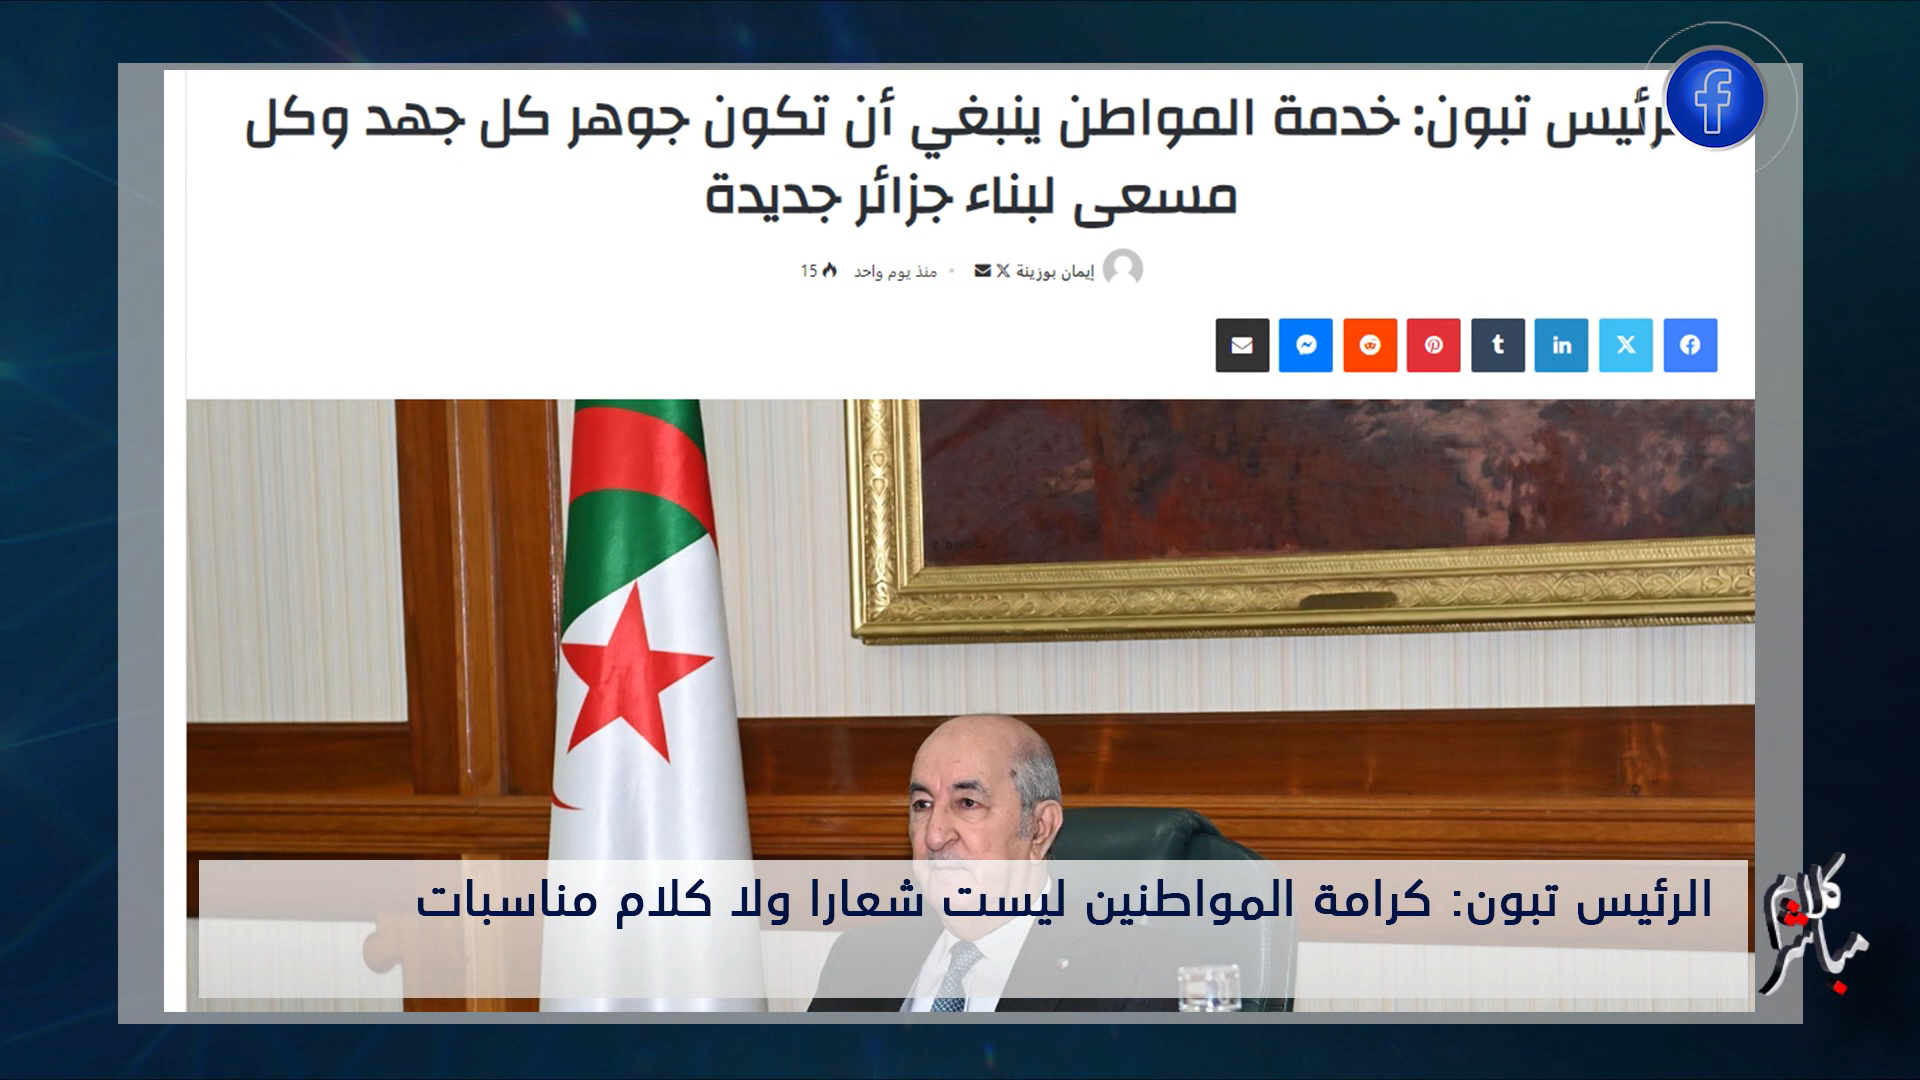 لرئيس تبون: خدمة المواطن ينبغي أن تكون جوهر كل جهد وكل
مسعى لبناء جزائر جديدة
إيمان بوزينة منذ يوم واحد 15
الرئيس تبون: كرامة المواطنين ليست شعارا ولا كلام مناسبات
كلام
مباشر